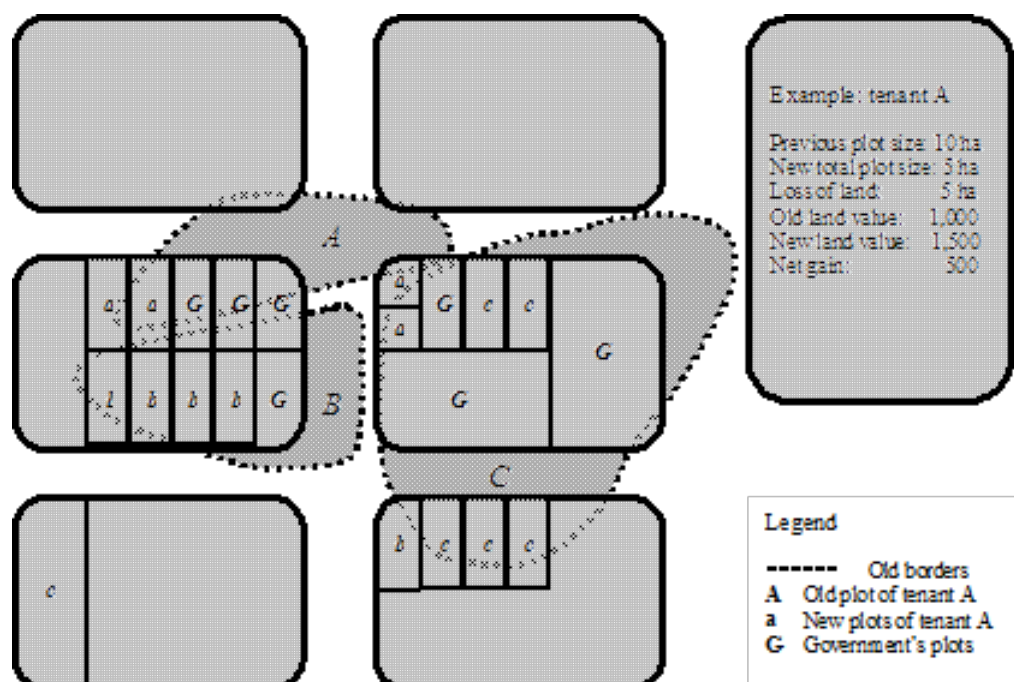 A
Example: tenant A
Previous plot size: 10 ha
New total plot size: 5 ha
Loss of land: 5 ha
Old land value: 1,000
New land value: 1,500
Net gain: 500
a a G G G
a G c c
a
G
G
b b b G
B
C
c
b c c c
Legend
Old borders
A Old plot of tenant A
a New plots of tenant A
G Government's plots